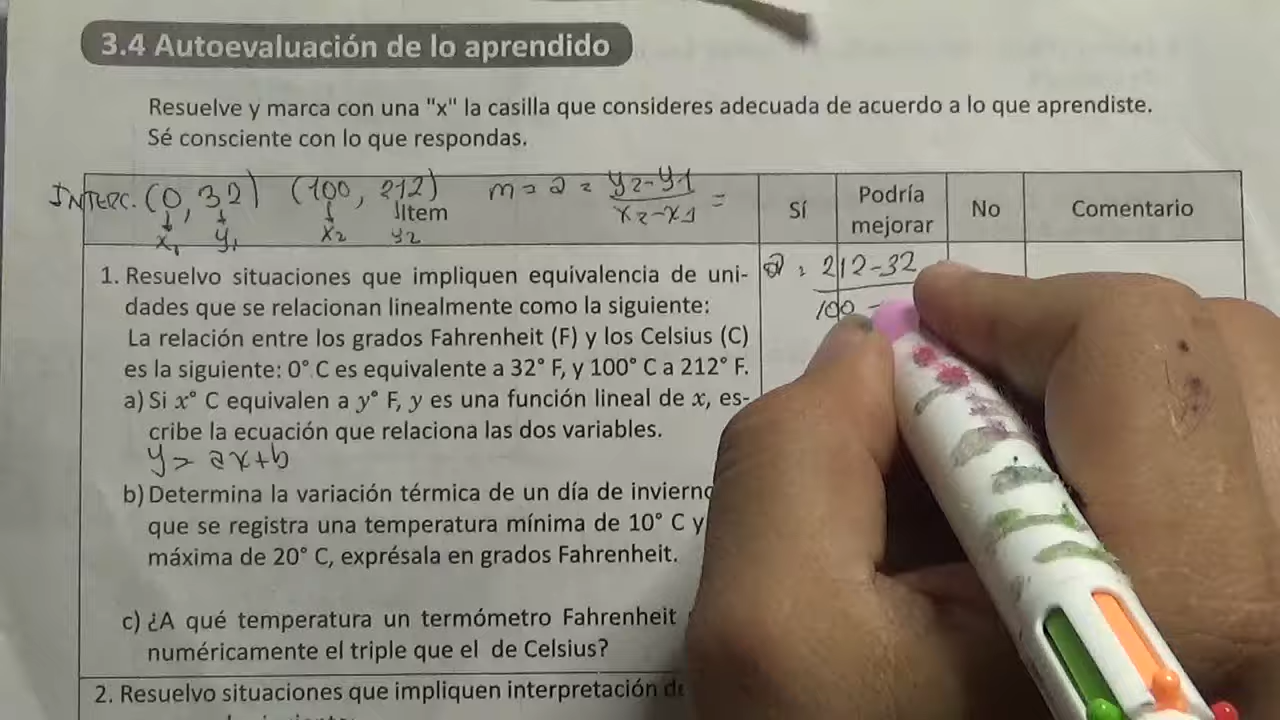 3.4 Autoevaluación de lo aprendido
Resuelve y marca con una "x" la casilla que consideres adecuada de acuerdo a lo que aprendiste.
Sé consciente con lo que respondas.
INTERC. (0, 32) (100, 212) m = a = y2-y1
x2-x1 =
x1 y1 x2 y2
Ítem
Sí
Podría
mejorar
No
Comentario
1. Resuelvo situaciones que impliquen equivalencia de uni-
dades que se relacionan linealmente como la siguiente:
La relación entre los grados Fahrenheit (F) y los Celsius (C)
es la siguiente: 0° C es equivalente a 32° F, y 100° C a 212° F.
a) Si x° C equivalen a y° F, y es una función lineal de x, es-
cribe la ecuación que relaciona las dos variables.
y = ax+b
b) Determina la variación térmica de un día de invierno
que se registra una temperatura mínima de 10° C y
máxima de 20° C, exprésala en grados Fahrenheit.
c) ¿A qué temperatura un termómetro Fahrenheit
numéricamente el triple que el de Celsius?
2. Resuelvo situaciones que impliquen interpretación de
a = 212-32
100 -